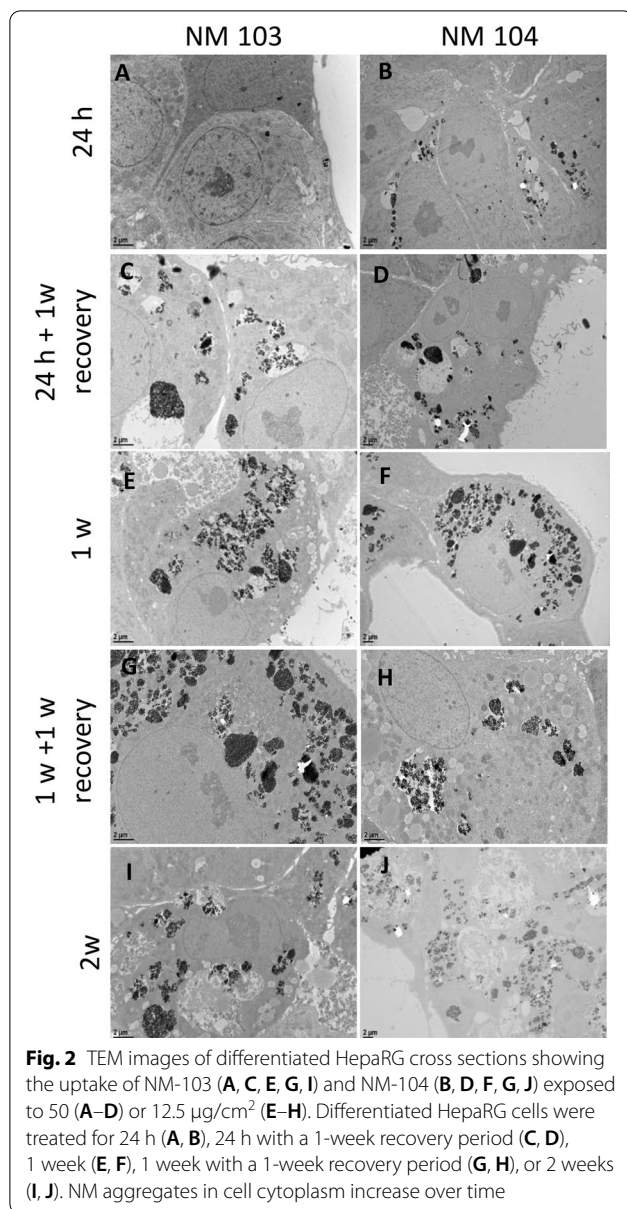 NM 103 NM 104
24 h
A B
2 µm 2 µm
24 h + 1w
recovery
C D
2 µm 2 µm
1 w
E F
2 µm 2 µm
1 w +1 w
recovery
G H
2 µm 2 µm
2w
I J
2 µm 2 µm
Fig. 2 TEM images of differentiated HepaRG cross sections showing
the uptake of NM-103 (A, C, E, G, I) and NM-104 (B, D, F, G, J) exposed
to 50 (A–D) or 12.5 µg/cm² (E–H). Differentiated HepaRG cells were
treated for 24 h (A, B), 24 h with a 1-week recovery period (C, D),
1 week (E, F), 1 week with a 1-week recovery period (G, H), or 2 weeks
(I, J). NM aggregates in cell cytoplasm increase over time